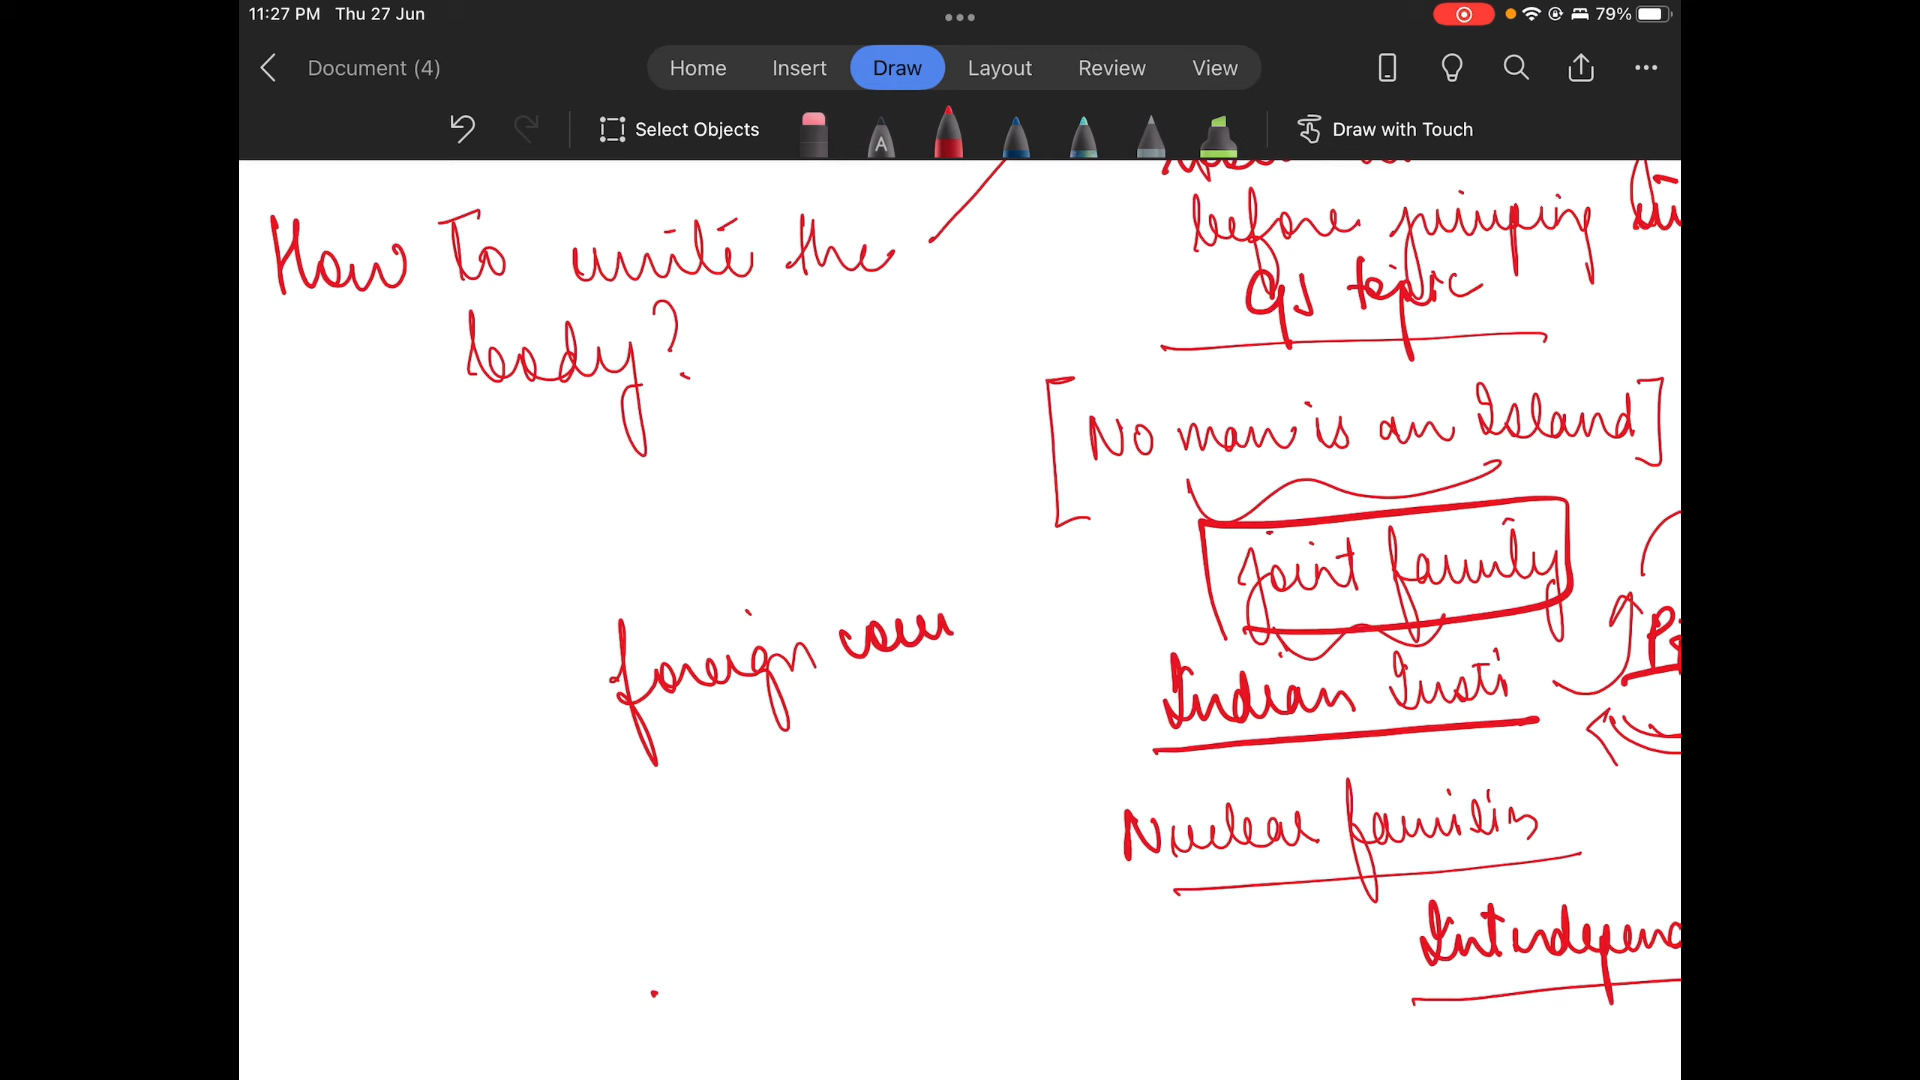 11:27 PM Thu 27 Jun
79%
Document (4)
Home Insert Draw Layout Review View
Select Objects
A
Draw with Touch
How To write the
body?
foreign
before jumping
GS topic
[No man is an Island]
Joint family
Indian Insti
Nuclear families